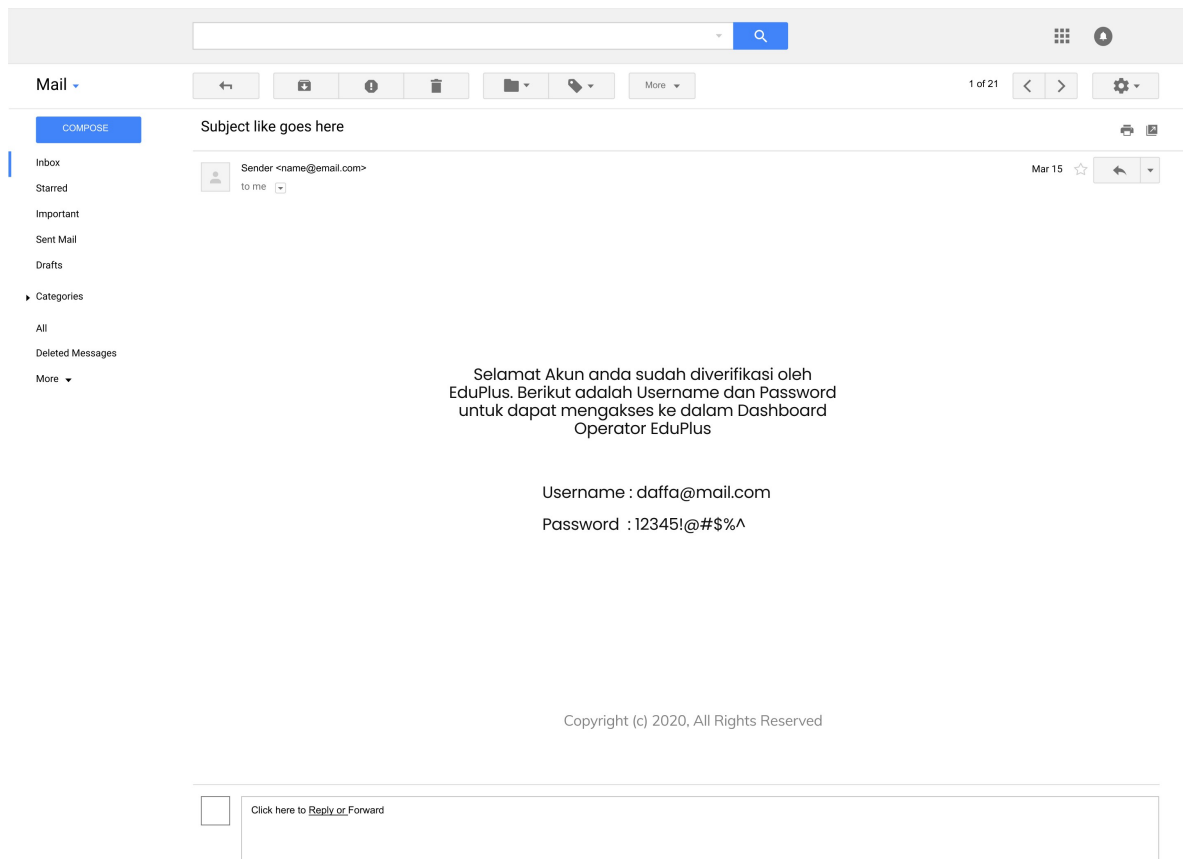 Mail
More
1 of 21
COMPOSE
Subject like goes here
Inbox
Starred
Important
Sent Mail
Drafts
Categories
All
Deleted Messages
More
Sender <name@email.com>
to me
Mar 15
Selamat Akun anda sudah diverifikasi oleh
EduPlus. Berikut adalah Username dan Password
untuk dapat mengakses ke dalam Dashboard
Operator EduPlus
Username : daffa@mail.com
Password : 12345!@#$%^
Copyright (c) 2020, All Rights Reserved
Click here to Reply or Forward